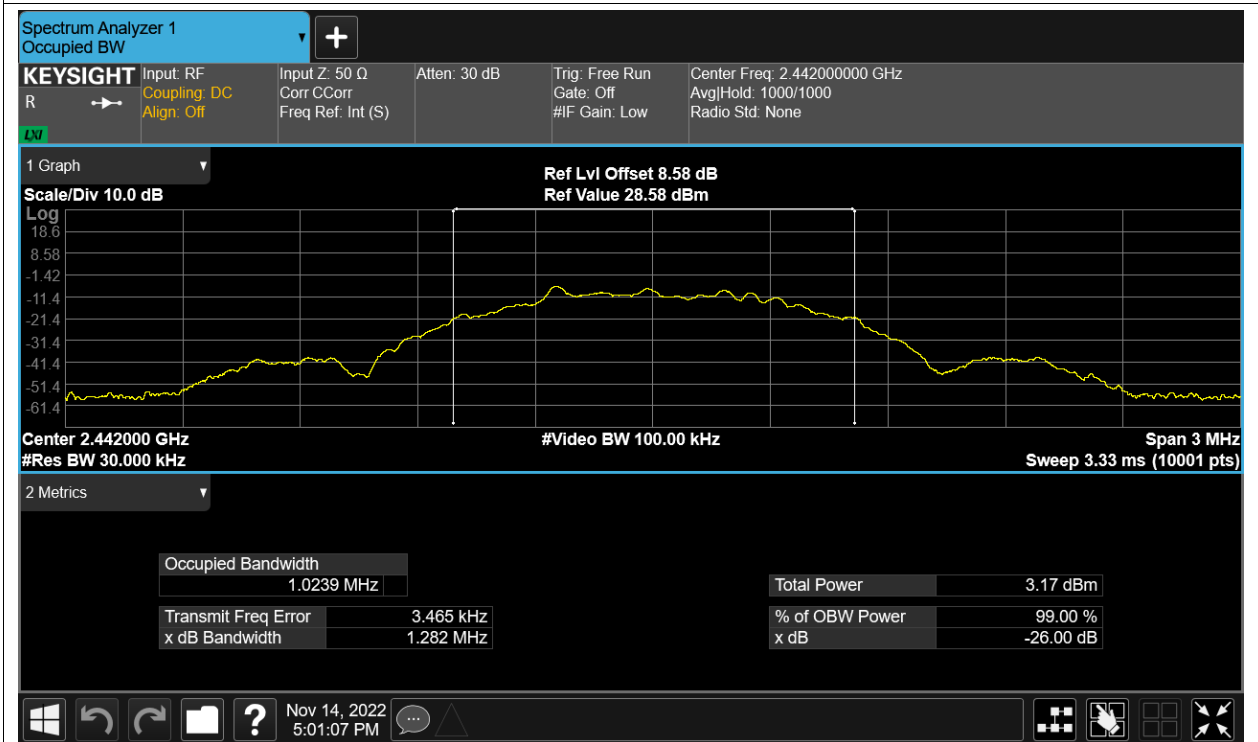 Spectrum Analyzer 1
Occupied BW
KEYSIGHT
R
LXI
Input: RF
Coupling: DC
Align: Off
Input Z: 50 Ω
Corr CCorr
Freq Ref: Int (S)
Atten: 30 dB
Trig: Free Run
Gate: Off
#IF Gain: Low
Center Freq: 2.442000000 GHz
Avg|Hold: 1000/1000
Radio Std: None
1 Graph
Scale/Div 10.0 dB
Ref Lvl Offset 8.58 dB
Ref Value 28.58 dBm
Log
18.6
8.58
-1.42
-11.4
-21.4
-31.4
-41.4
-51.4
-61.4
Center 2.442000 GHz
#Res BW 30.000 kHz
#Video BW 100.00 kHz
Span 3 MHz
Sweep 3.33 ms (10001 pts)
2 Metrics
Occupied Bandwidth
1.0239 MHz
Total Power 3.17 dBm
Transmit Freq Error 3.465 kHz
% of OBW Power 99.00 %
x dB Bandwidth 1.282 MHz
x dB -26.00 dB
?
Nov 14, 2022
5:01:07 PM